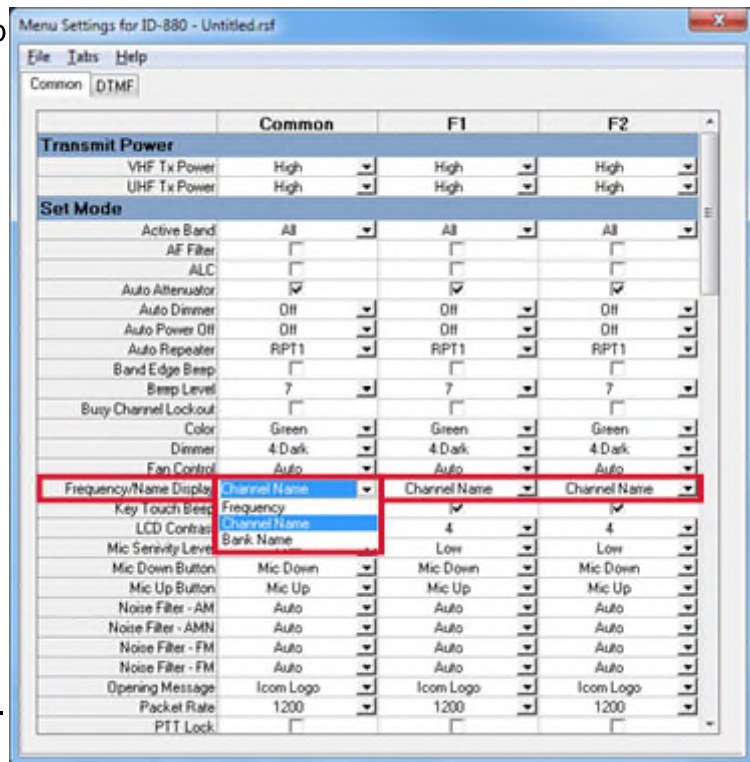 Menu Settings for ID-880 - Untitled.rsf
File Tabs Help
Common DTMF
Common F1 F2
Transmit Power
VHF Tx Power High High High
UHF Tx Power High High High
Set Mode
Active Band All All All
AF Filter
ALC
Auto Attenuator
Auto Dimmer Off Off Off
Auto Power Off Off Off Off
Auto Repeater RPT1 RPT1 RPT1
Band Edge Beep
Beep Level 7 7 7
Busy Channel Lockout
Color Green Green Green
Dimmer 4:Dark 4:Dark 4:Dark
Fan Control Auto Auto Auto
Frequency/Name Display Channel Name Channel Name Channel Name
Key Touch Beep Frequency
LCD Contrast Channel Name 4 4
Bank Name
Mic Senivity Level Low Low
Mic Down Button Mic Down Mic Down Mic Down
Mic Up Button Mic Up Mic Up Mic Up
Noise Filter - AM Auto Auto Auto
Noise Filter - AMN Auto Auto Auto
Noise Filter - FM Auto Auto Auto
Noise Filter - FM Auto Auto Auto
Opening Message Icom Logo Icom Logo Icom Logo
Packet Rate 1200 1200 1200
PTT Lock